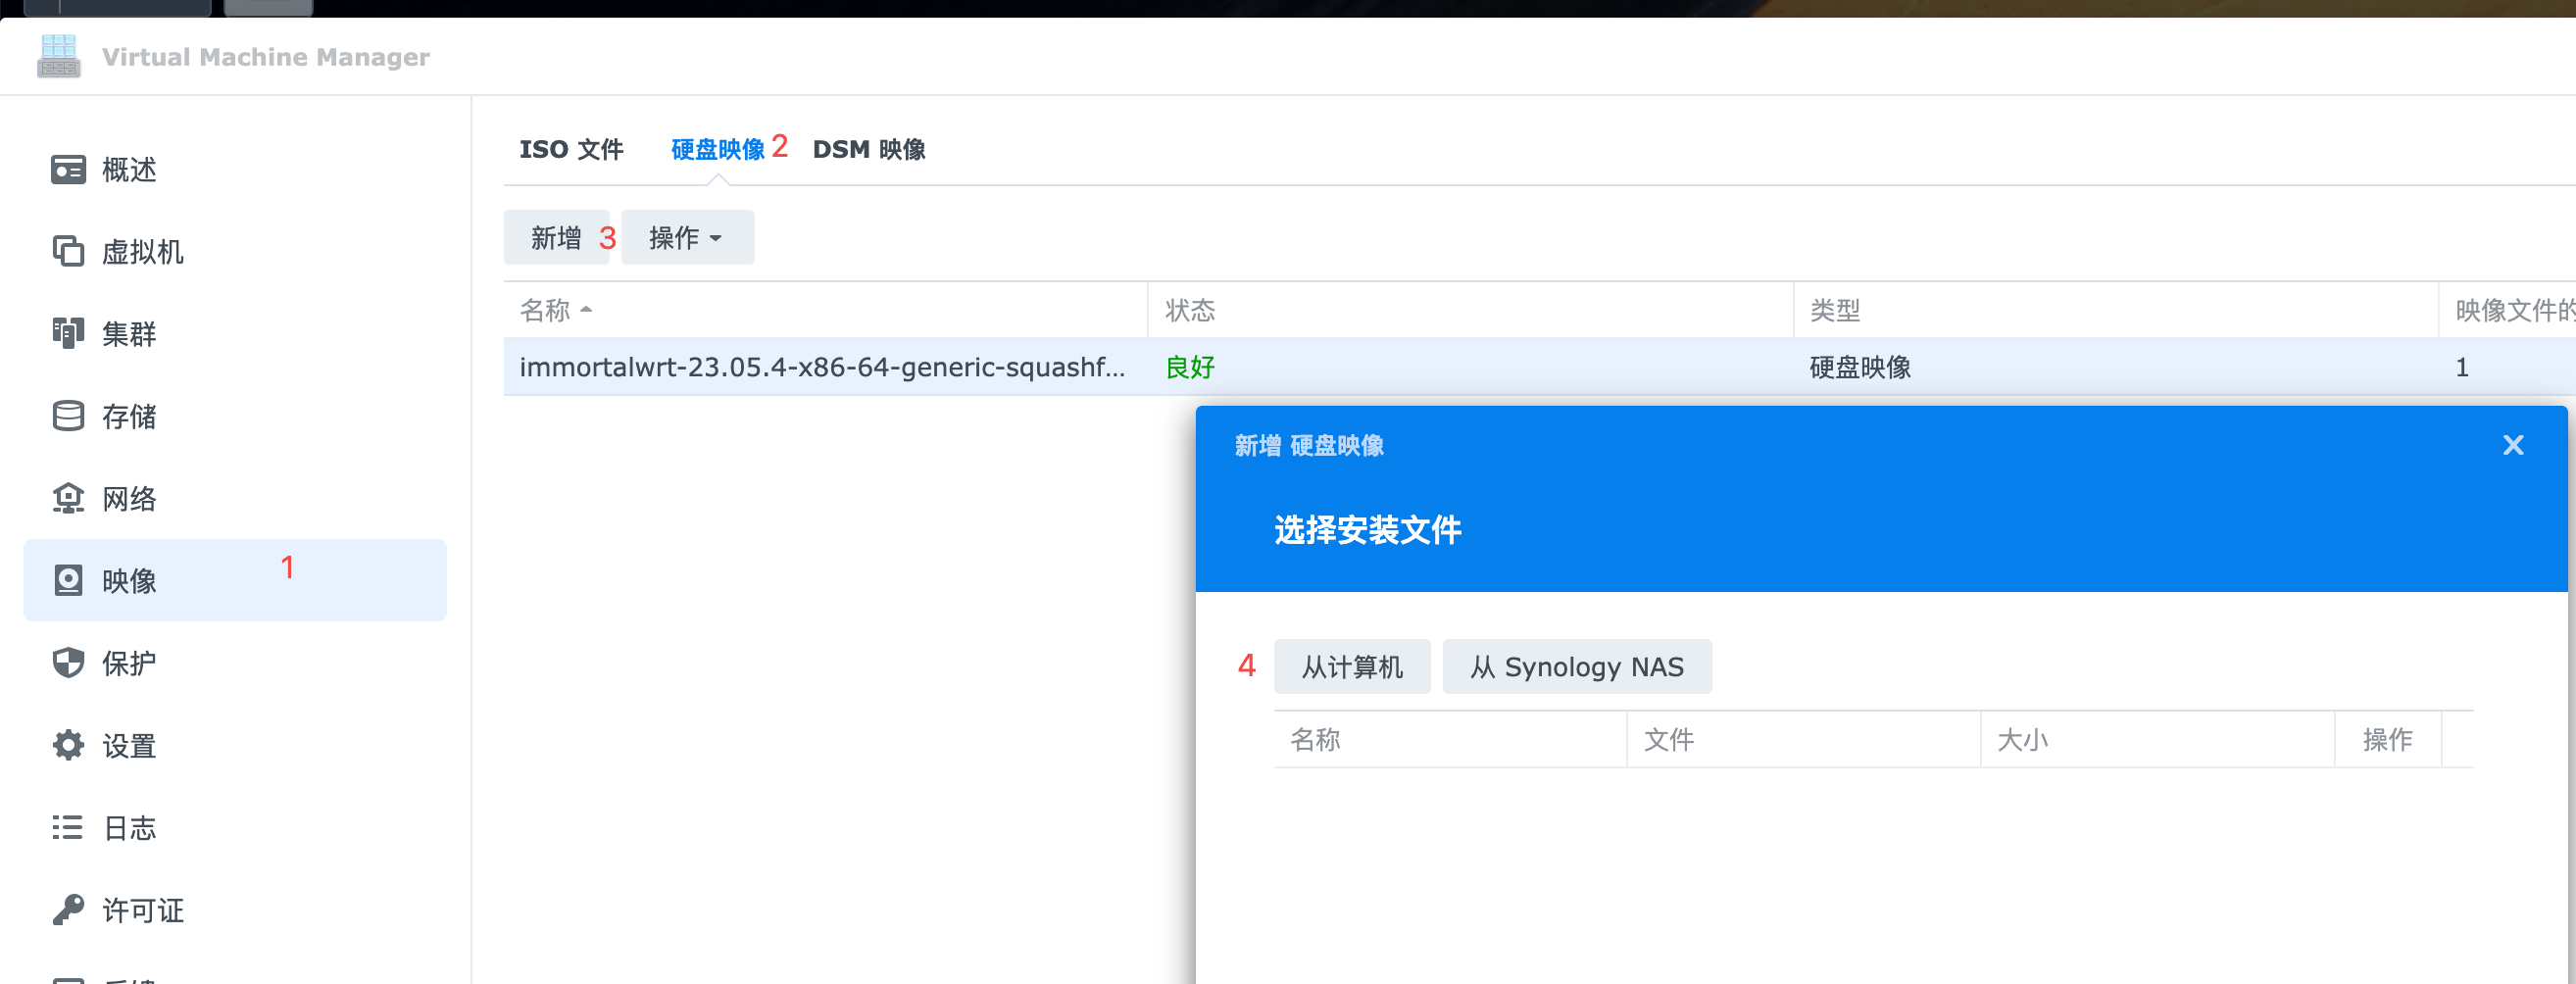 Virtual Machine Manager
概述
虚拟机
集群
存储
网络
映像 1
保护
设置
日志
许可证
ISO 文件 硬盘映像 2 DSM 映像
新增 3 操作
名称 状态 类型 映像文件的
immortalwrt-23.05.4-x86-64-generic-squashf... 良好 硬盘映像 1
新增 硬盘映像
选择安装文件
4 从计算机 从 Synology NAS
名称 文件 大小 操作